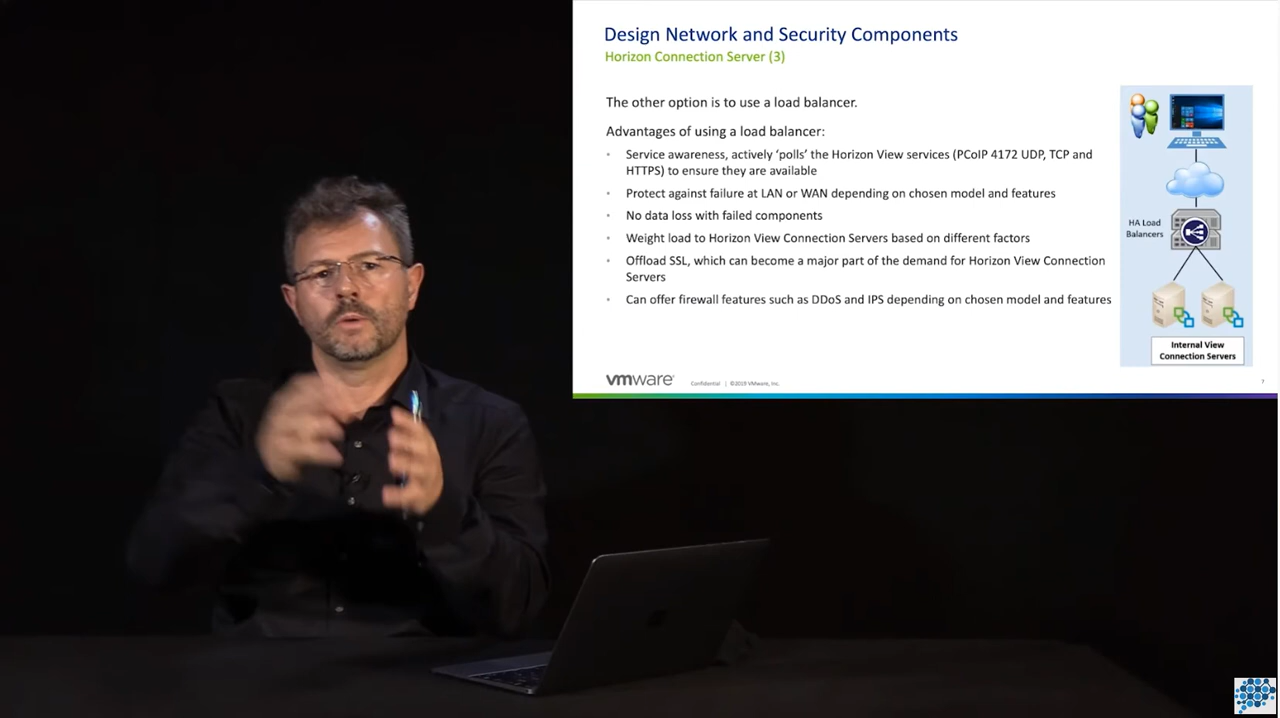 Design Network and Security Components
Horizon Connection Server (3)
The other option is to use a load balancer.
Advantages of using a load balancer:
Service awareness, actively 'polls' the Horizon View services (PCoIP 4172 UDP, TCP and
HTTPS) to ensure they are available
Protect against failure at LAN or WAN depending on chosen model and features
No data loss with failed components
Weight load to Horizon View Connection Servers based on different factors
Offload SSL, which can become a major part of the demand for Horizon View Connection
Servers
Can offer firewall features such as DDoS and IPS depending on chosen model and features
HA Load
Balancers
Internal View
Connection Servers
vmware
Confidential | ©2019 VMware, Inc.
7